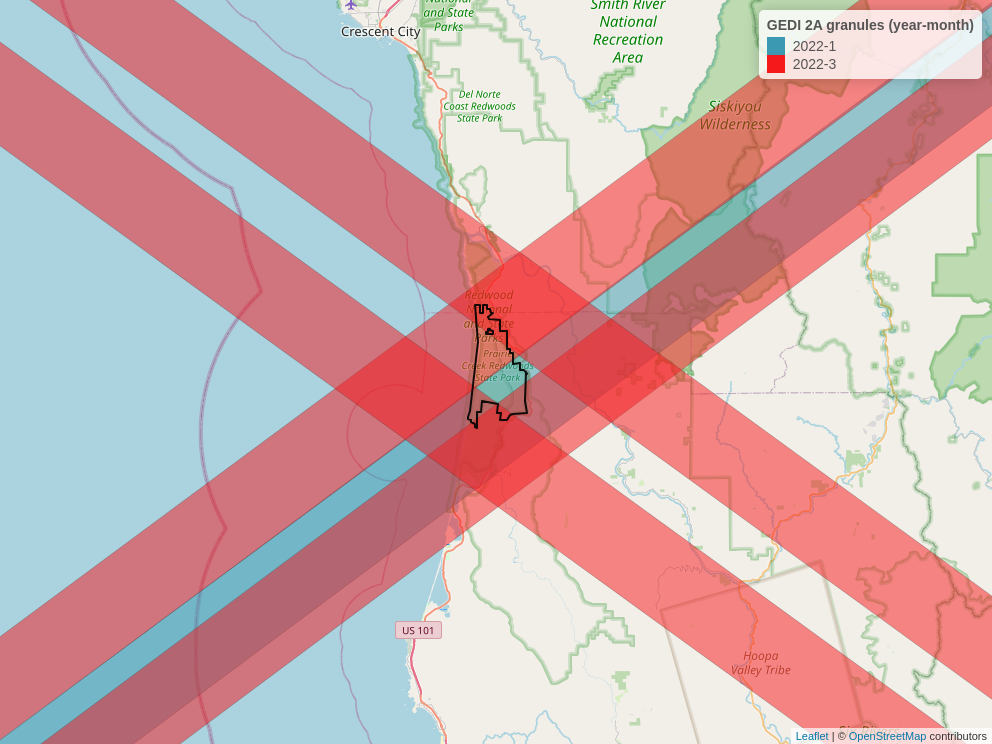 National
and State
Parks
Crescent City
Smith River
National
Recreation
Area
GEDI 2A granules (year-month)
2022-1
2022-3
Del Norte
Coast Redwoods
State Park
Siskiyou
Wilderness
Redwood
National
and State
Parks
Prairie
Creek Redwoods
State Park
US 101
Hoopa
Valley Tribe
Leaflet | © OpenStreetMap contributors